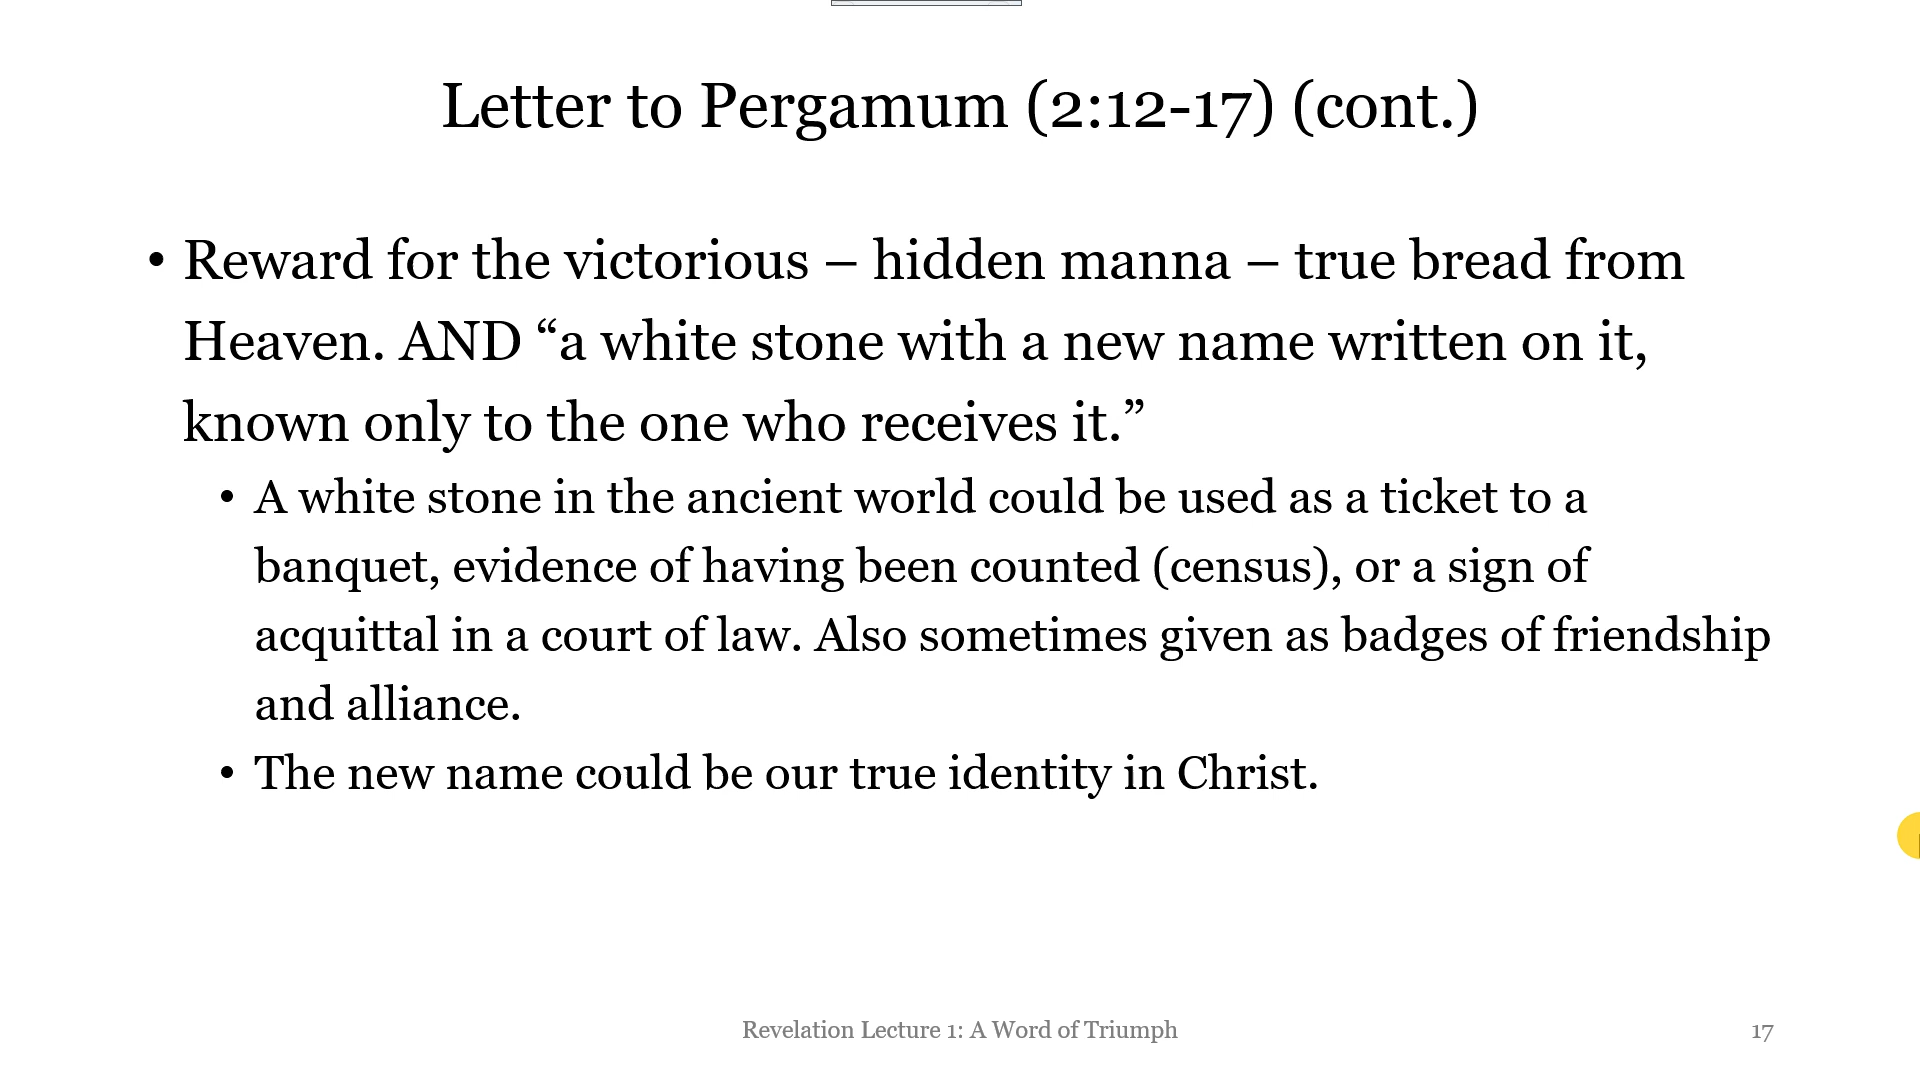 Letter to Pergamum (2:12-17) (cont.)
• Reward for the victorious – hidden manna – true bread from
Heaven. AND “a white stone with a new name written on it,
known only to the one who receives it.”
• A white stone in the ancient world could be used as a ticket to a
banquet, evidence of having been counted (census), or a sign of
acquittal in a court of law. Also sometimes given as badges of friendship
and alliance.
• The new name could be our true identity in Christ.
Revelation Lecture 1: A Word of Triumph
17